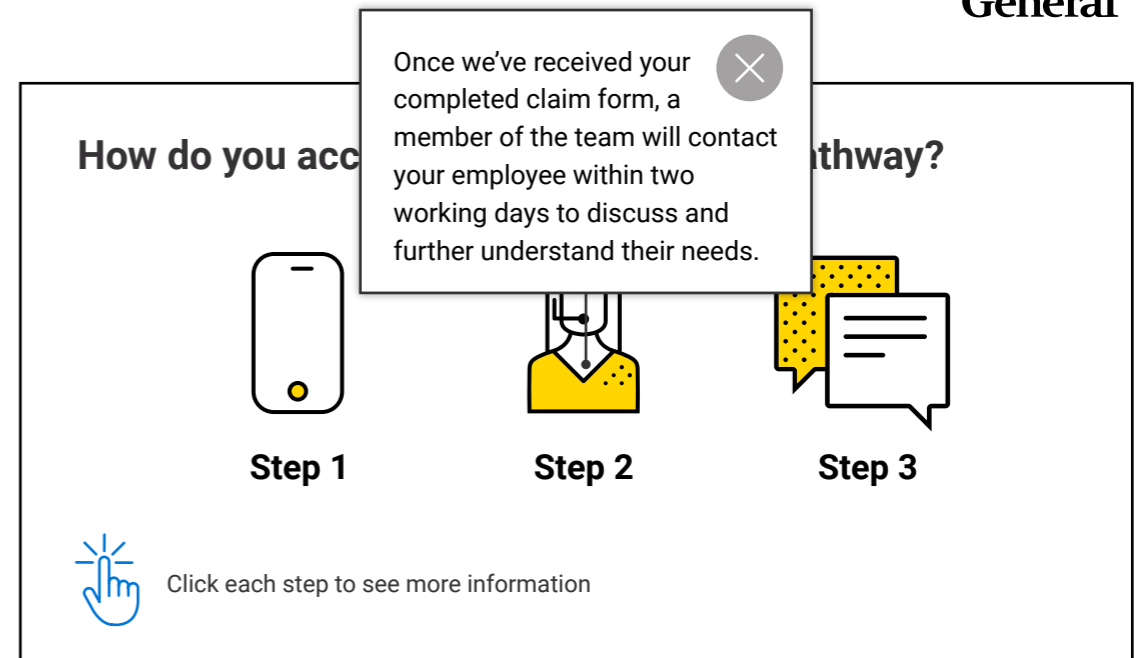 General
Once we’ve received your
completed claim form, a
member of the team will contact
your employee within two
working days to discuss and
further understand their needs.
How do you acc athway?
Step 1 Step 2 Step 3
Click each step to see more information